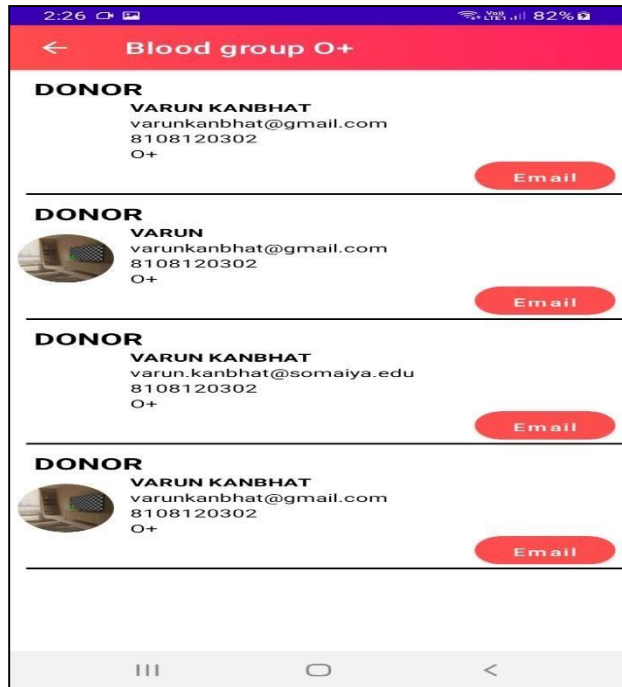 2:26 82%
Blood group O+
DONOR
VARUN KANBHAT
varunkanbhat@gmail.com
8108120302
O+
Email
DONOR
VARUN
varunkanbhat@gmail.com
8108120302
O+
Email
DONOR
VARUN KANBHAT
varun.kanbhat@somaiya.edu
8108120302
O+
Email
DONOR
VARUN KANBHAT
varunkanbhat@gmail.com
8108120302
O+
Email